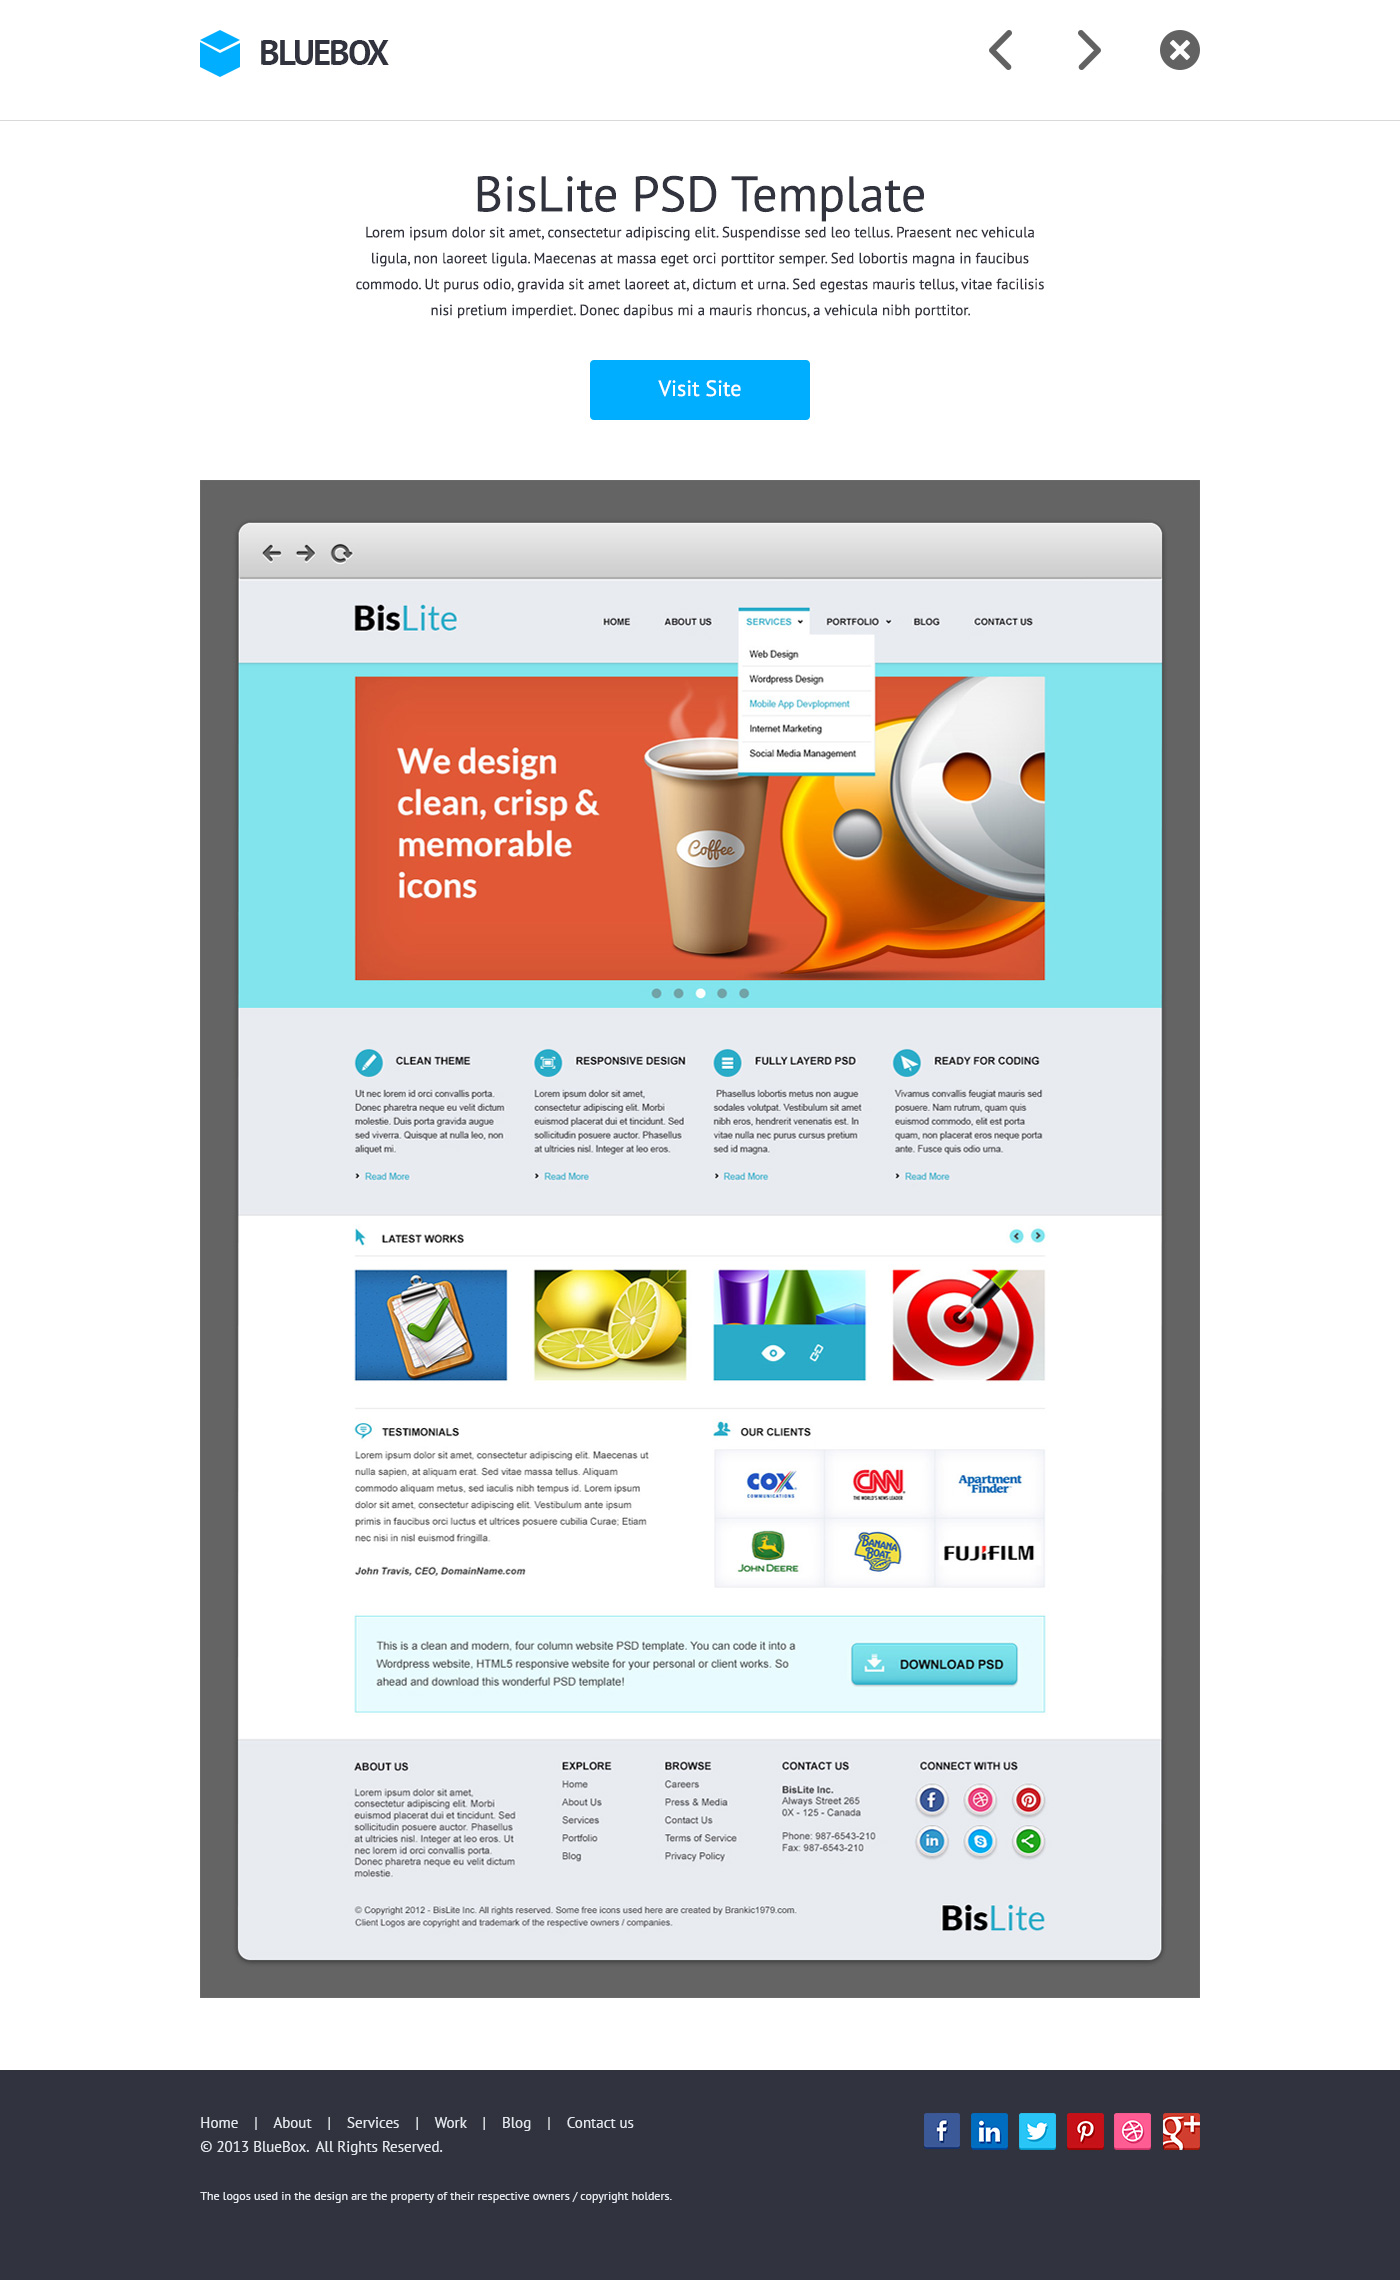 BLUEBOX
BisLite PSD Template
Lorem ipsum dolor sit amet, consectetur adipiscing elit. Suspendisse sed leo tellus. Praesent nec vehicula
ligula, non laoreet ligula. Maecenas at massa eget orci porttitor semper. Sed lobortis magna in faucibus
commodo. Ut purus odio, gravida sit amet laoreet at, dictum et urna. Sed egestas mauris tellus, vitae facilisis
nisi pretium imperdiet. Donec dapibus mi a mauris rhoncus, a vehicula nibh porttitor.
Visit Site
BisLite
HOME ABOUT US SERVICES PORTFOLIO BLOG CONTACT US
Web Design
Wordpress Design
Mobile App Devplopment
Internet Marketing
Social Media Management
We design
clean, crisp &
memorable
icons
Coffee
CLEAN THEME
Ut nec lorem id orci convallis porta.
Donec pharetra neque eu velit dictum
molestie. Duis porta gravida augue
sed viverra. Quisque at nulla leo, non
aliquet mi.
Read More
RESPONSIVE DESIGN
Lorem ipsum dolor sit amet,
consectetur adipiscing elit. Morbi
euismod placerat dui et tincidunt. Sed
sollicitudin posuere auctor. Phasellus
at ultricies nisl. Integer at leo eros.
Read More
FULLY LAYERD PSD
Phasellus lobortis metus non augue
sodales volutpat. Vestibulum sit amet
nibh eros, hendrerit venenatis est. In
vitae nulla nec purus cursus pretium
sed id magna.
Read More
READY FOR CODING
Vivamus convallis feugiat mauris sed
posuere. Nam rutrum, quam quis
euismod commodo, elit est porta
quam, non placerat eros neque porta
ante. Fusce quis odio urna.
Read More
LATEST WORKS
TESTIMONIALS
Lorem ipsum dolor sit amet, consectetur adipiscing elit. Maecenas ut
nulla sapien, at aliquam erat. Sed vitae massa tellus. Aliquam
commodo aliquam metus, sed iaculis nibh tempus id. Lorem ipsum
dolor sit amet, consectetur adipiscing elit. Vestibulum ante ipsum
primis in faucibus orci luctus et ultrices posuere cubilia Curae; Etiam
nec nisi in nisl euismod fringilla.
John Travis, CEO, DomainName.com
OUR CLIENTS
COX
COMMUNICATIONS
CNN
THE WORLD'S NEWS LEADER
Apartment
Finder
JOHN DEERE
BANANA
BOAT
FUJIFILM
This is a clean and modern, four column website PSD template. You can code it into a
Wordpress website, HTML5 responsive website for your personal or client works. So
ahead and download this wonderful PSD template!
DOWNLOAD PSD
ABOUT US
Lorem ipsum dolor sit amet,
consectetur adipiscing elit. Morbi
euismod placerat dui et tincidunt. Sed
sollicitudin posuere auctor. Phasellus
at ultricies nisl. Integer at leo eros. Ut
nec lorem id orci convallis porta.
Donec pharetra neque eu velit dictum
molestie.
EXPLORE
Home
About Us
Services
Portfolio
Blog
BROWSE
Careers
Press & Media
Contact Us
Terms of Service
Privacy Policy
CONTACT US
BisLite Inc.
Always Street 265
0X - 125 - Canada
Phone: 987-6543-210
Fax: 987-6543-210
CONNECT WITH US
© Copyright 2012 - BisLite Inc. All rights reserved. Some free icons used here are created by Brankic1979.com.
Client Logos are copyright and trademark of the respective owners / companies.
BisLite
Home | About | Services | Work | Blog | Contact us
© 2013 BlueBox. All Rights Reserved.
The logos used in the design are the property of their respective owners / copyright holders.